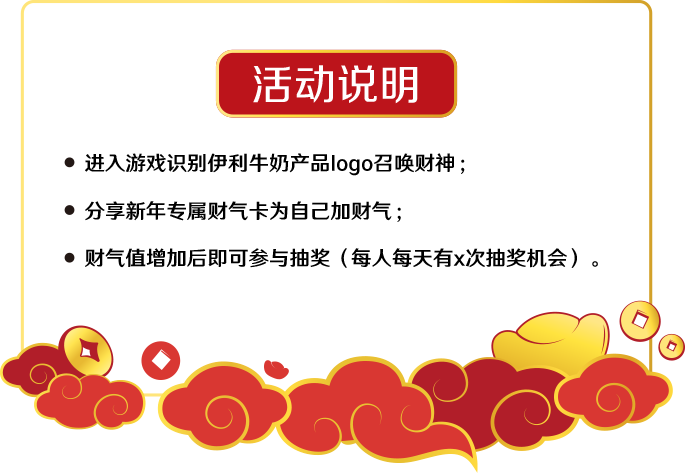 活动说明
● 进入游戏识别伊利牛奶产品logo召唤财神；
● 分享新年专属财气卡为自己加财气；
● 财气值增加后即可参与抽奖（每人每天有x次抽奖机会）。